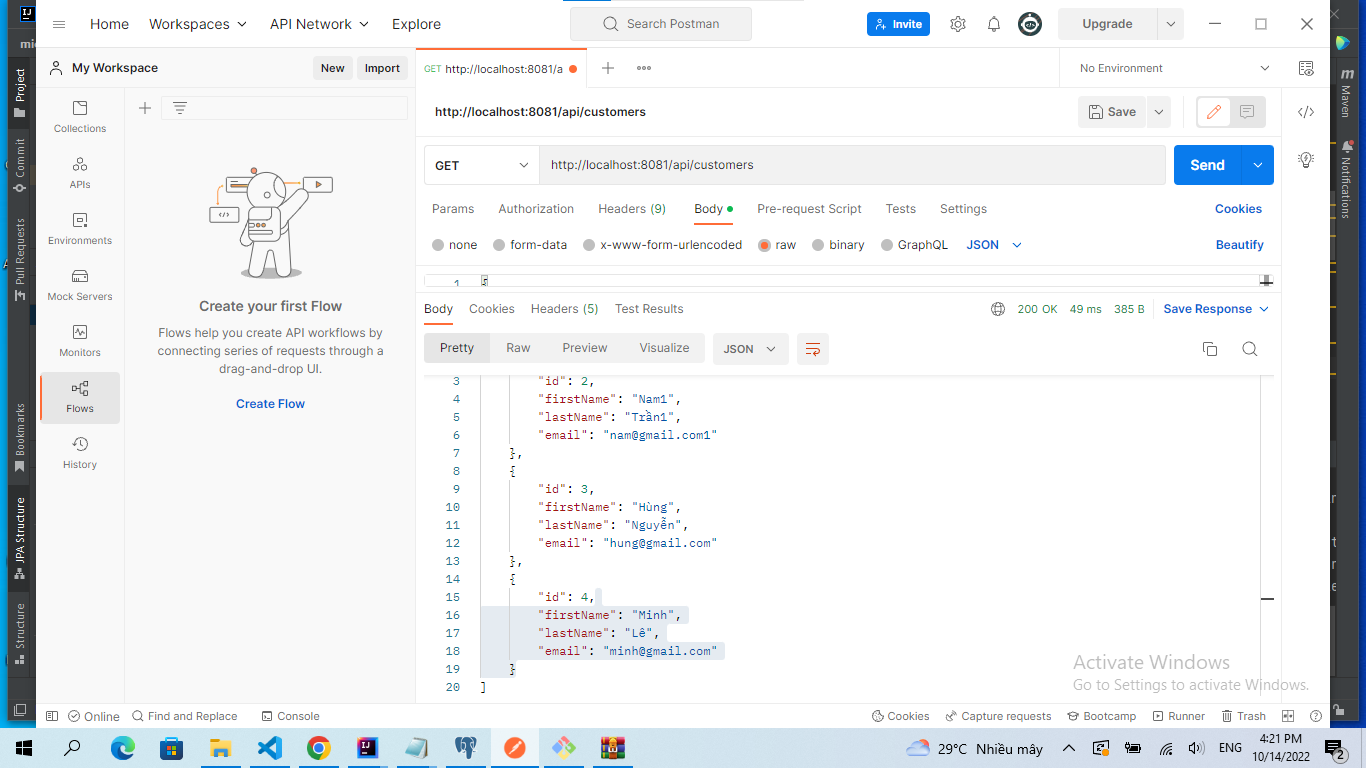 Home
Workspaces
API Network
Explore
Search Postman
Invite
Upgrade
My Workspace
New
Import
GET http://localhost:8081/a
No Environment
Project
Commit
Pull Request
Bookmarks
JPA Structure
Structure
Collections
APIs
Environments
Mock Servers
Monitors
Flows
History
Create your first Flow
Flows help you create API workflows by
connecting series of requests through a
drag-and-drop UI.
Create Flow
http://localhost:8081/api/customers
Save
GET
http://localhost:8081/api/customers
Send
Params
Authorization
Headers (9)
Body
Pre-request Script
Tests
Settings
Cookies
none
form-data
x-www-form-urlencoded
raw
binary
GraphQL
JSON
Beautify
1
Body
Cookies
Headers (5)
Test Results
200 OK
49 ms
385 B
Save Response
Pretty
Raw
Preview
Visualize
JSON
3 "id": 2,
4 "firstName": "Nam1",
5 "lastName": "Trần1",
6 "email": "nam@gmail.com1"
7 },
8 {
9 "id": 3,
10 "firstName": "Hùng",
11 "lastName": "Nguyễn",
12 "email": "hung@gmail.com"
13 },
14 {
15 "id": 4,
16 "firstName": "Minh",
17 "lastName": "Lê",
18 "email": "minh@gmail.com"
19 }
20 ]
Activate Windows
Go to Settings to activate Windows.
m
Maven
Notifications
Online
Find and Replace
Console
Cookies
Capture requests
Bootcamp
Runner
Trash
29°C Nhiều mây
ENG
4:21 PM
10/14/2022
2